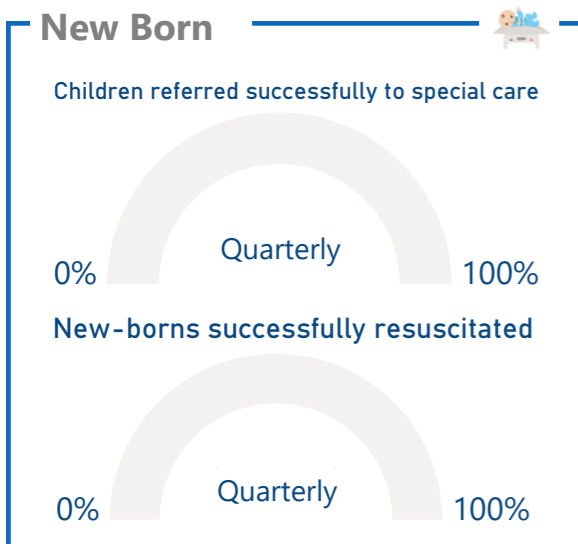 New Born
Children referred successfully to special care
Quarterly
0%
100%
New-borns successfully resuscitated
Quarterly
0%
100%